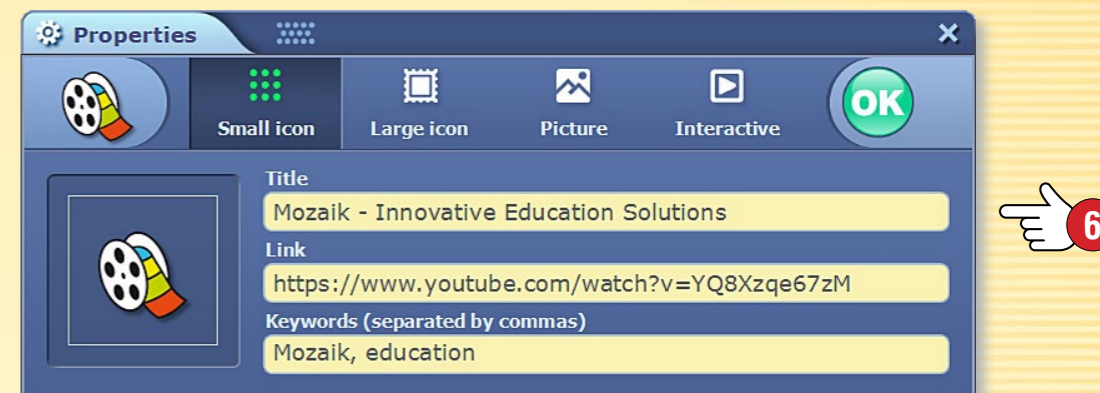 Properties
Small icon
Large icon
Picture
Interactive
OK
Title
Mozaik - Innovative Education Solutions
Link
https://www.youtube.com/watch?v=YQ8Xzqe67zM
Keywords (separated by commas)
Mozaik, education
6